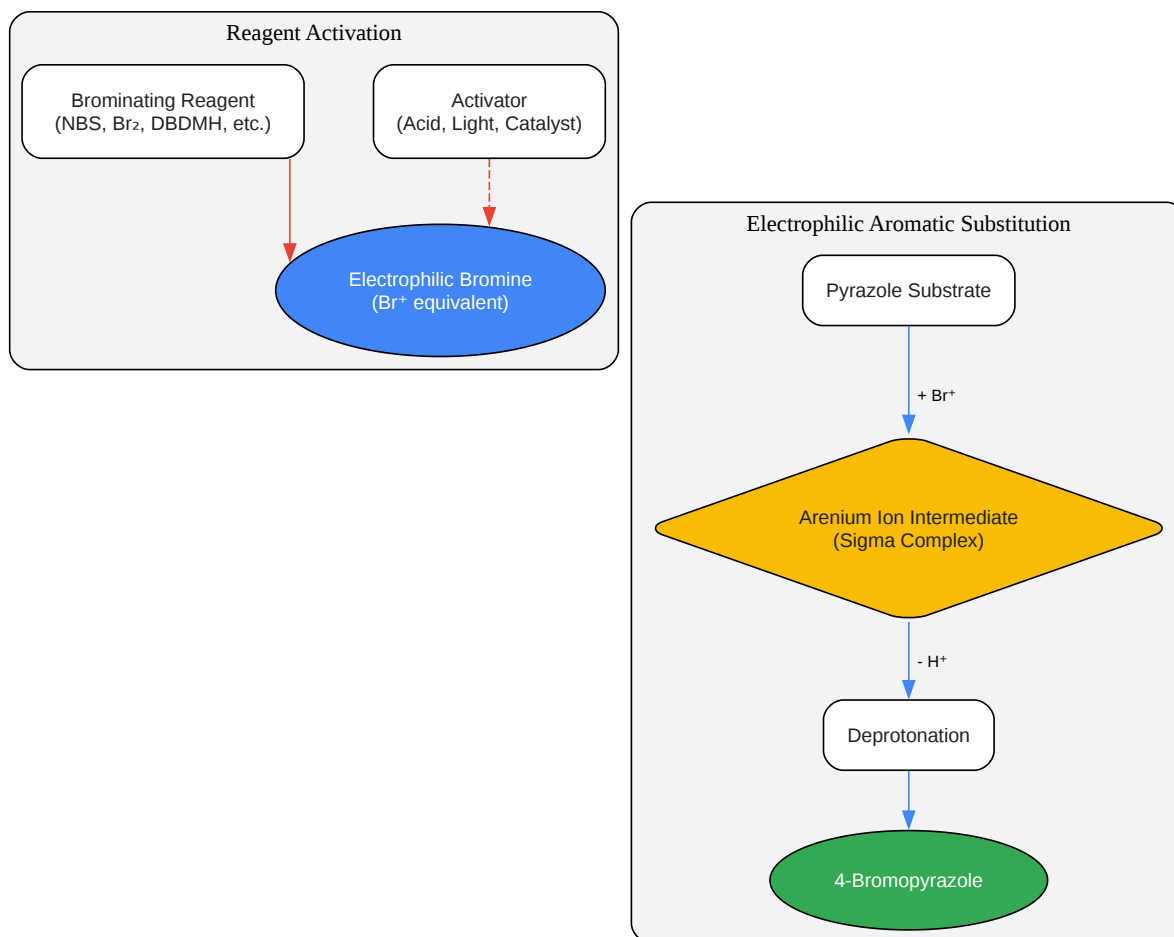 Reagent Activation
Brominating Reagent
(NBS, Br₂, DBDMH, etc.)
Activator
(Acid, Light, Catalyst)
Electrophilic Bromine
(Br⁺ equivalent)
Electrophilic Aromatic Substitution
Pyrazole Substrate
+ Br⁺
Arenium Ion Intermediate
(Sigma Complex)
- H⁺
Deprotonation
4-Bromopyrazole